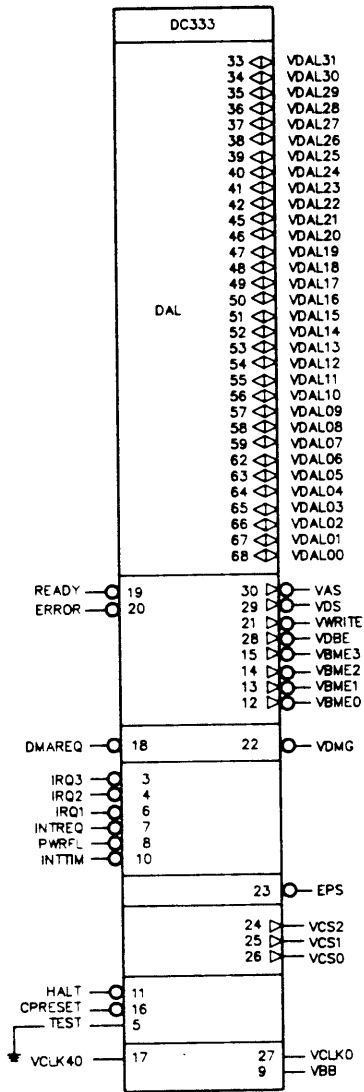 DC333
33 VDAL31
34 VDAL30
35 VDAL29
36 VDAL28
37 VDAL27
38 VDAL26
39 VDAL25
40 VDAL24
41 VDAL23
42 VDAL22
45 VDAL21
46 VDAL20
47 VDAL19
48 VDAL18
49 VDAL17
50 VDAL16
DAL
51 VDAL15
52 VDAL14
53 VDAL13
54 VDAL12
55 VDAL11
56 VDAL10
57 VDAL09
58 VDAL08
59 VDAL07
62 VDAL06
63 VDAL05
64 VDAL04
65 VDAL03
66 VDAL02
67 VDAL01
68 VDAL00
READY 19 30 VAS
ERROR 20 29 VDS
21 VWRITE
28 VDBE
15 VBME3
14 VBME2
13 VBME1
12 VBME0
DMAREQ 18 22 VDMG
IRQ3 3
IRQ2 4
IRQ1 6
INTREQ 7
PWRFL 8
INTTIM 10
23 EPS
24 VCS2
25 VCS1
26 VCS0
HALT 11
CPRESET 16
TEST 5
VCLK40 17 27 VCLK0
9 VBB